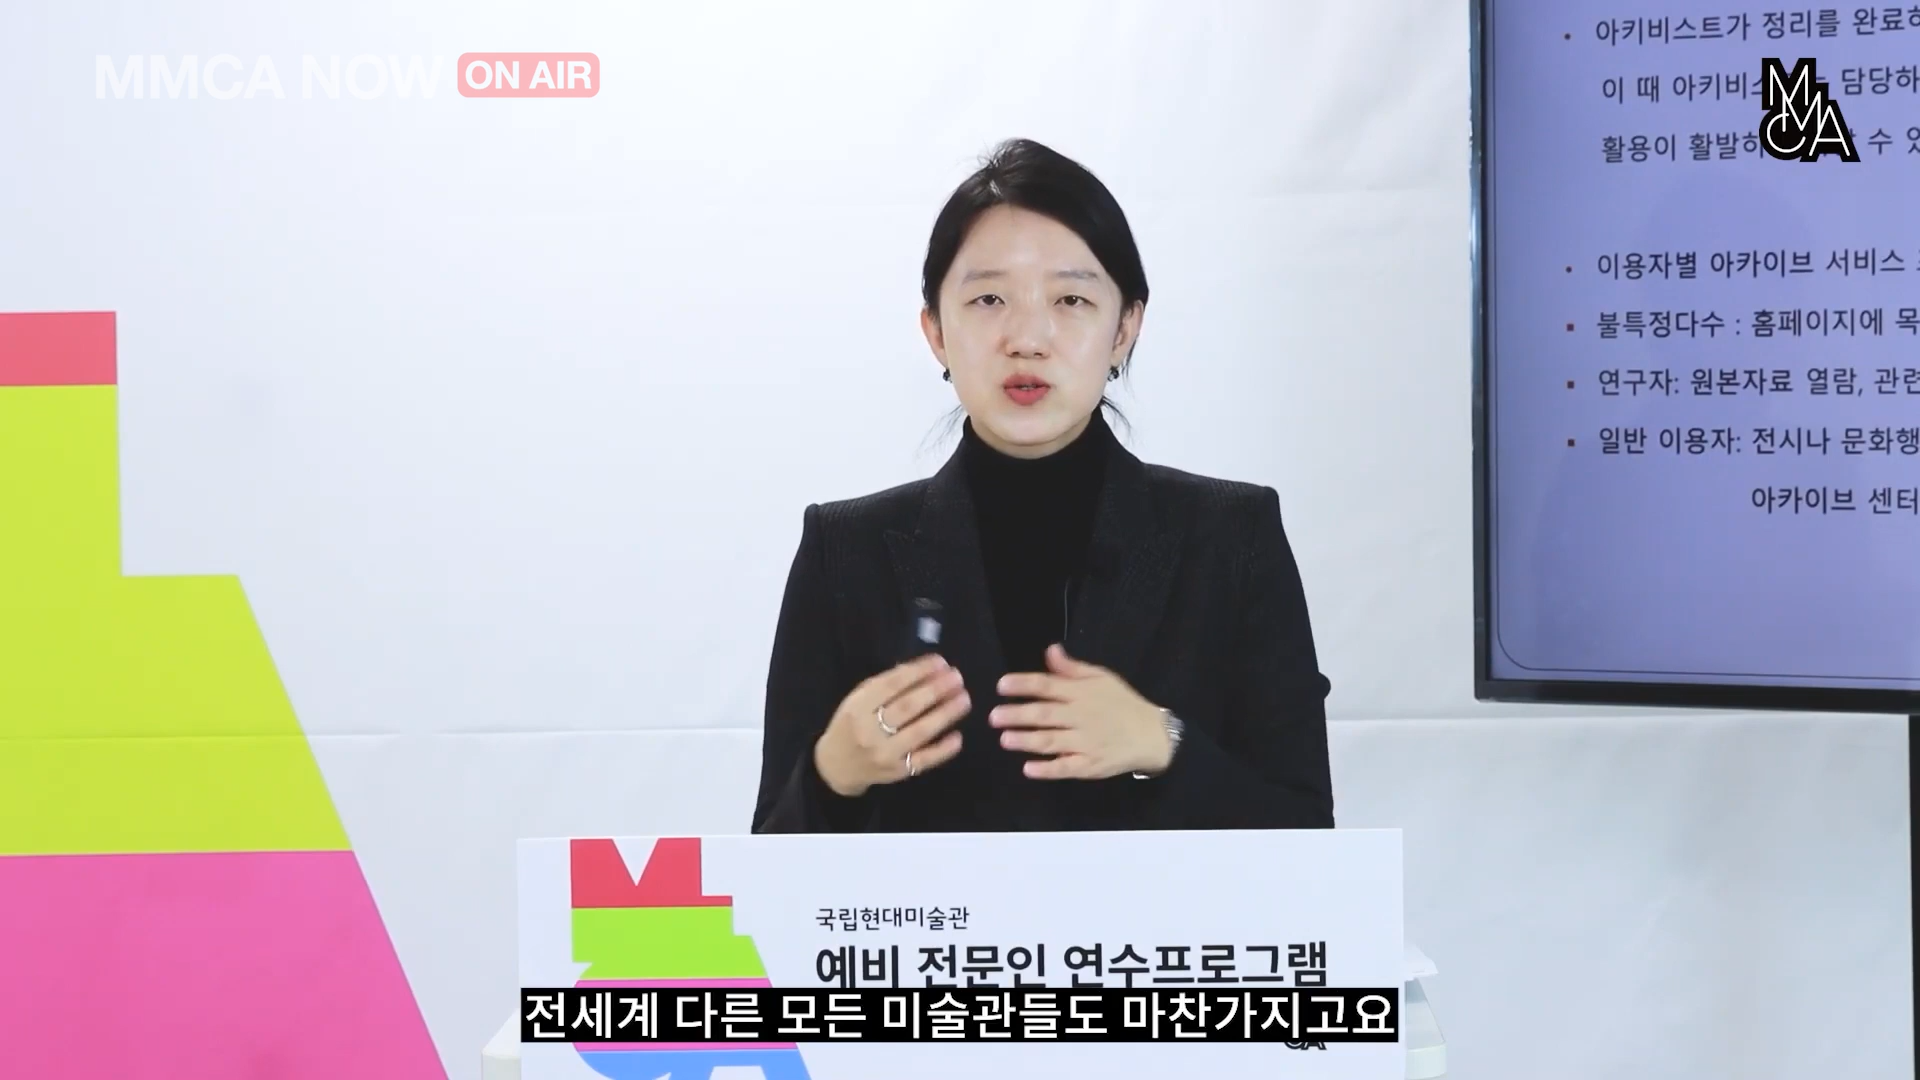 MMCA NOW ON AIR
MMCA
아키비스트가 정리를 완료하
이 때 아키비스 담당하
활용이 활발하 수 있
이용자별 아카이브 서비스
불특정다수 : 홈페이지에 목
연구자: 원본자료 열람, 관련
일반 이용자: 전시나 문화행
아카이브 센터
국립현대미술관
예비 전문인 연수프로그램
전세계 다른 모든 미술관들도 마찬가지고요